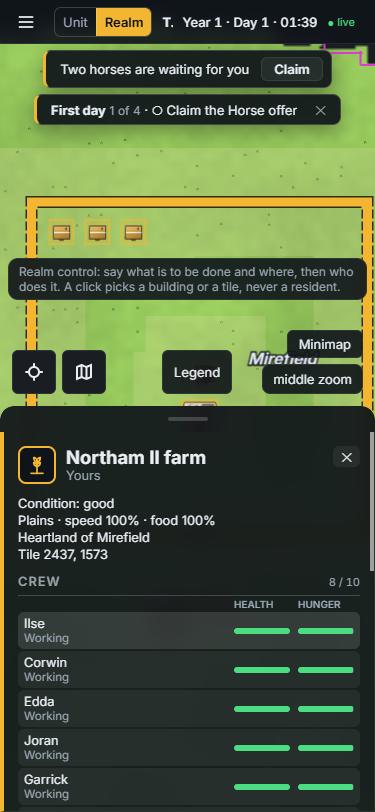 Unit
Realm
T. Year 1 · Day 1 · 01:39
live
Two horses are waiting for you
Claim
First day 1 of 4 · Claim the Horse offer
Realm control: say what is to be done and where, then who
does it. A click picks a building or a tile, never a resident.
Minimap
Mirefield
Legend
middle zoom
Northam II farm
Yours
Condition: good
Plains · speed 100% · food 100%
Heartland of Mirefield
Tile 2437, 1573
CREW
8 / 10
HEALTH
HUNGER
Ilse
Working
Corwin
Working
Edda
Working
Joran
Working
Garrick
Working